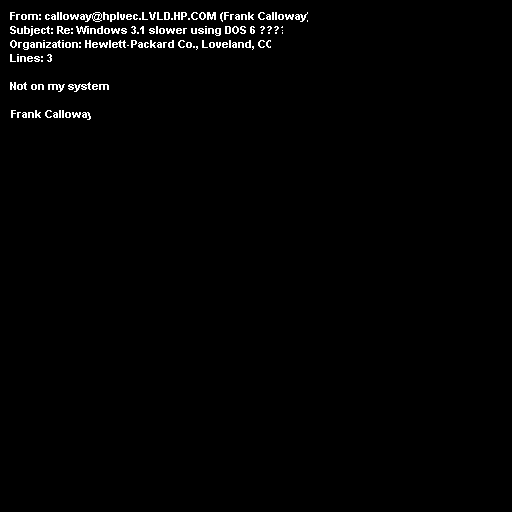 From: calloway@hplvec.LVLD.HP.COM (Frank Calloway)
Subject: Re: Windows 3.1 slower using DOS 6 ????
Organization: Hewlett-Packard Co., Loveland, CO
Lines: 3

Not on my system

Frank Calloway